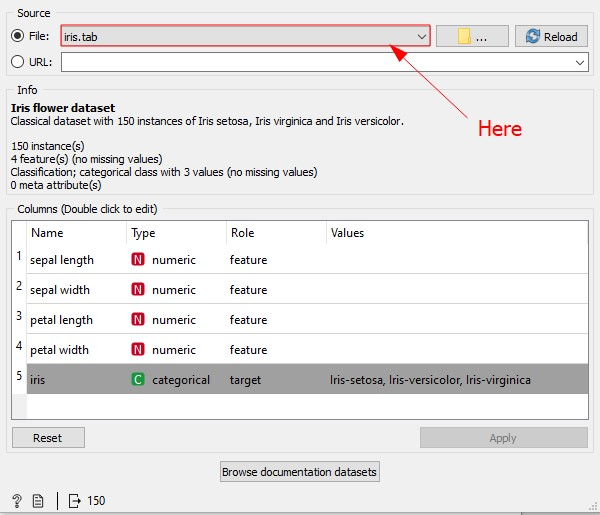 Source
File: iris.tab ... Reload
URL:
Here
Info
Iris flower dataset
Classical dataset with 150 instances of Iris setosa, Iris virginica and Iris versicolor.
150 instance(s)
4 feature(s) (no missing values)
Classification; categorical class with 3 values (no missing values)
0 meta attribute(s)
Columns (Double click to edit)
Name Type Role Values
1 sepal length N numeric feature
2 sepal width N numeric feature
3 petal length N numeric feature
4 petal width N numeric feature
5 iris C categorical target Iris-setosa, Iris-versicolor, Iris-virginica
Reset Apply
Browse documentation datasets
? 150